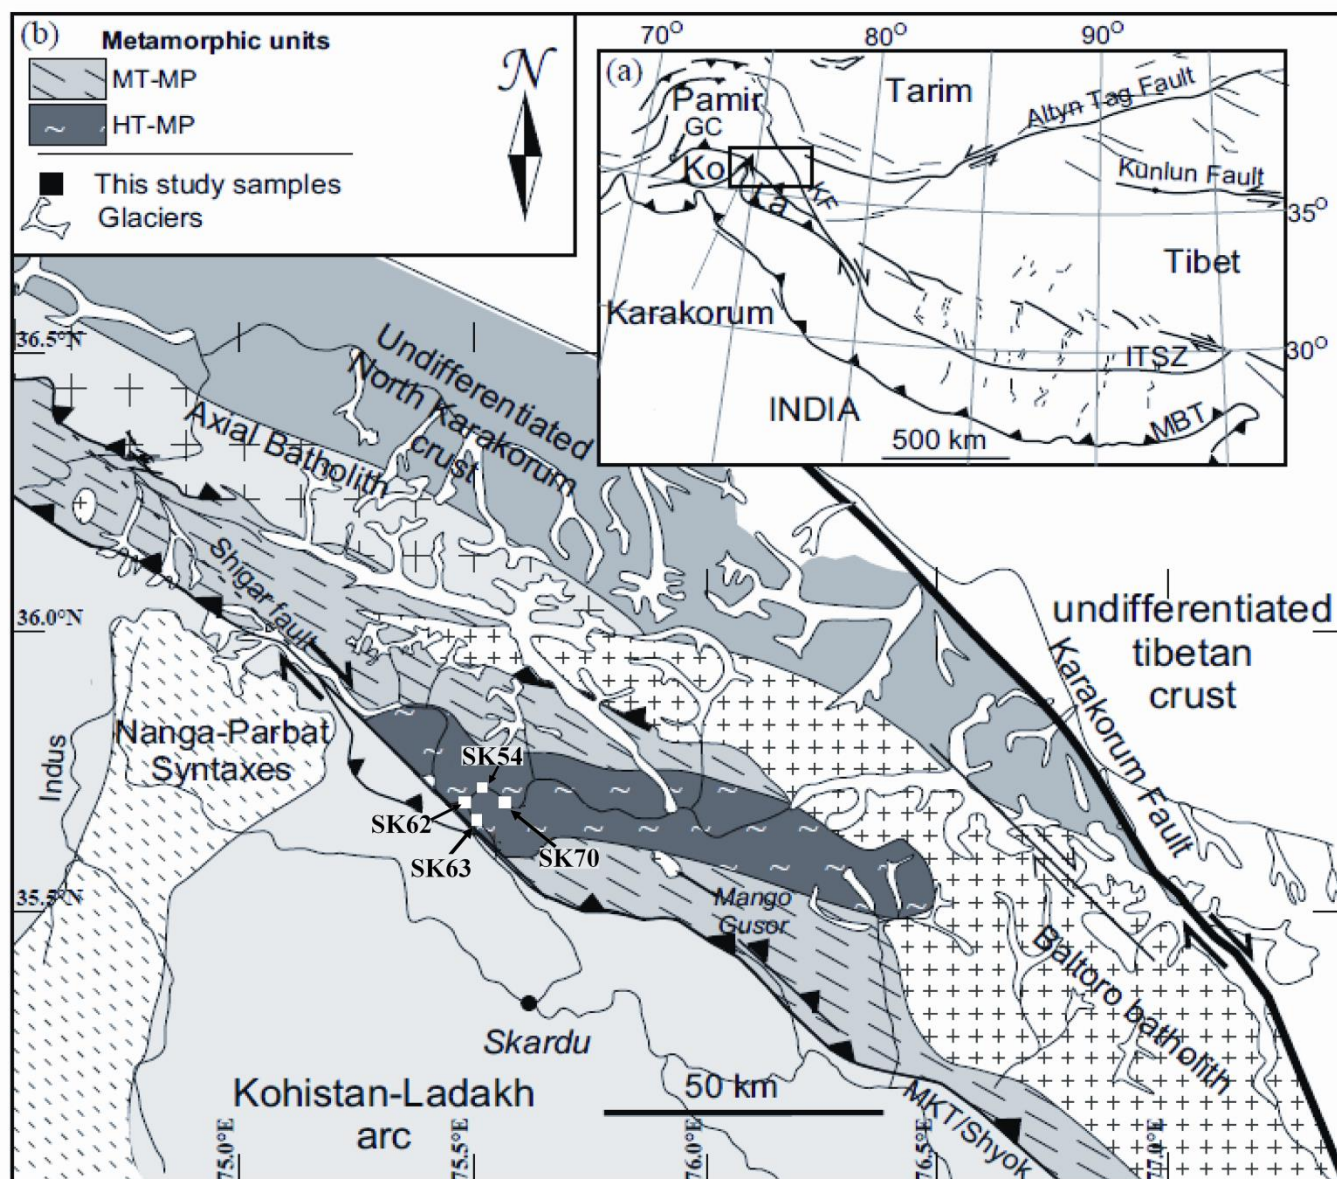 (b)
Metamorphic units
MT-MP
HT-MP
This study samples
Glaciers
N
(a)
70°
80°
90°
35°
30°
Pamir
Tarim
GC
Altyn Tag Fault
Kunlun Fault
Ko
La
KF
Tibet
Karakorum
ITSZ
INDIA
MBT
500 km
36.5°N
36.0°N
35.5°N
Undifferentiated
North Karakorum
crust
Axial Batholith
Shigar fault
undifferentiated
tibetan
crust
Karakorum Fault
Nanga-Parbat
Syntaxes
Indus
SK54
SK62
SK63
SK70
Mango
Gusor
Baltoro batholith
Skardu
Kohistan-Ladakh
arc
50 km
MKT/Shyok
75.0°E
75.5°E
76.0°E
76.5°E
77.0°E